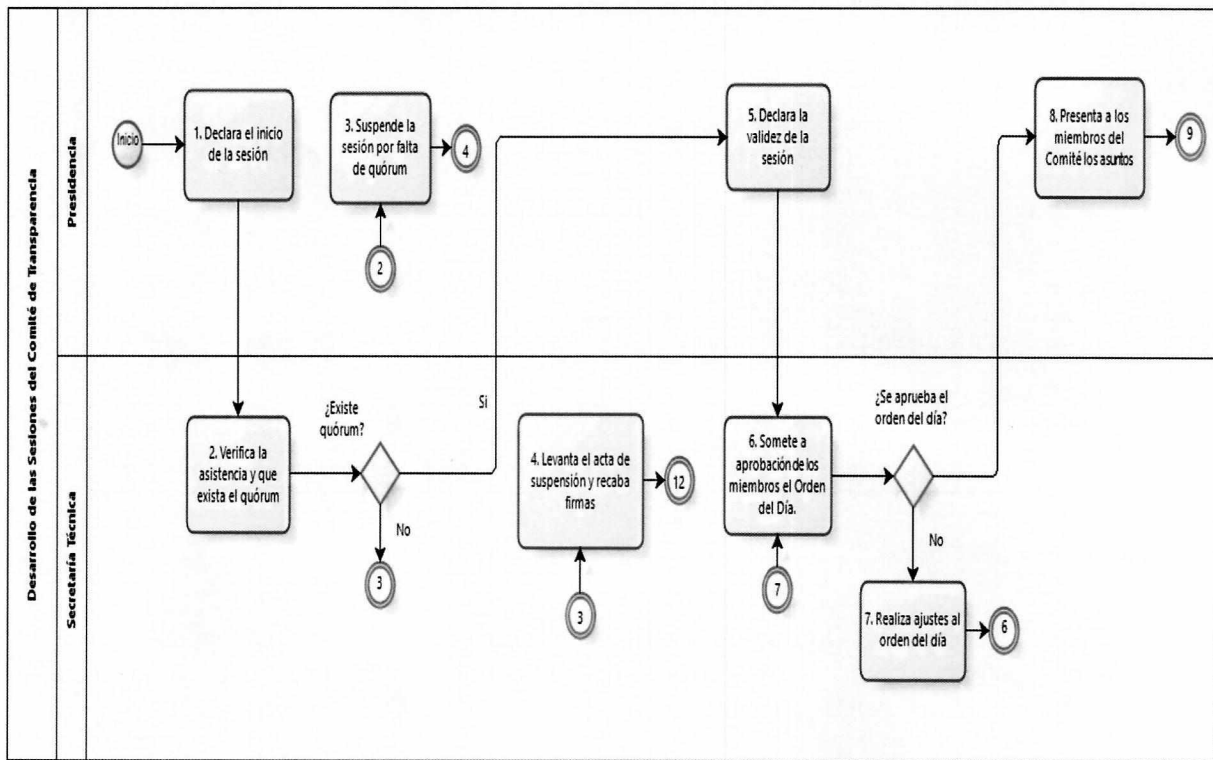 Desarrollo de las Sesiones del Comité de Transparencia
Presidencia
Inicio
1. Declara el inicio
de la sesión
3. Suspende la
sesión por falta
de quórum
4
2
5. Declara la
validez de la
sesión
8. Presenta a los
miembros del
Comité los asuntos
9
Secretaría Técnica
2. Verifica la
asistencia y que
exista el quórum
¿Existe
quórum?
Si
No
3
4. Levanta el acta de
suspensión y recaba
firmas
12
3
6. Somete a
aprobación de los
miembros el Orden
del Día.
7
¿Se aprueba el
orden del día?
No
7. Realiza ajustes al
orden del día
6